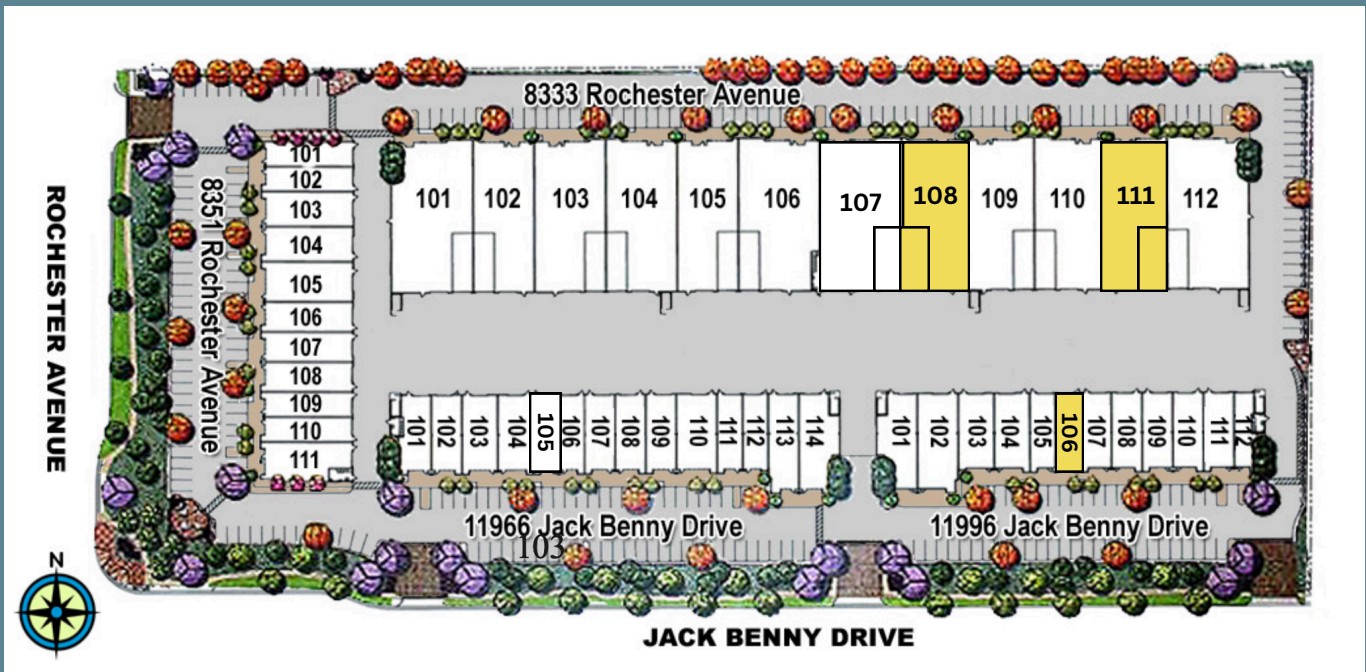 8333 Rochester Avenue
101 102 103 104 105 106 107 108 109 110 111 112
ROCHESTER AVENUE
8351 Rochester Avenue
101
102
103
104
105
106
107
108
109
110
111
101 102 103 104 105 106 107 108 109 110 111 112 113 114
101 102 103 104 105 106 107 108 109 110 111 112
11966 Jack Benny Drive
103
11996 Jack Benny Drive
N
JACK BENNY DRIVE